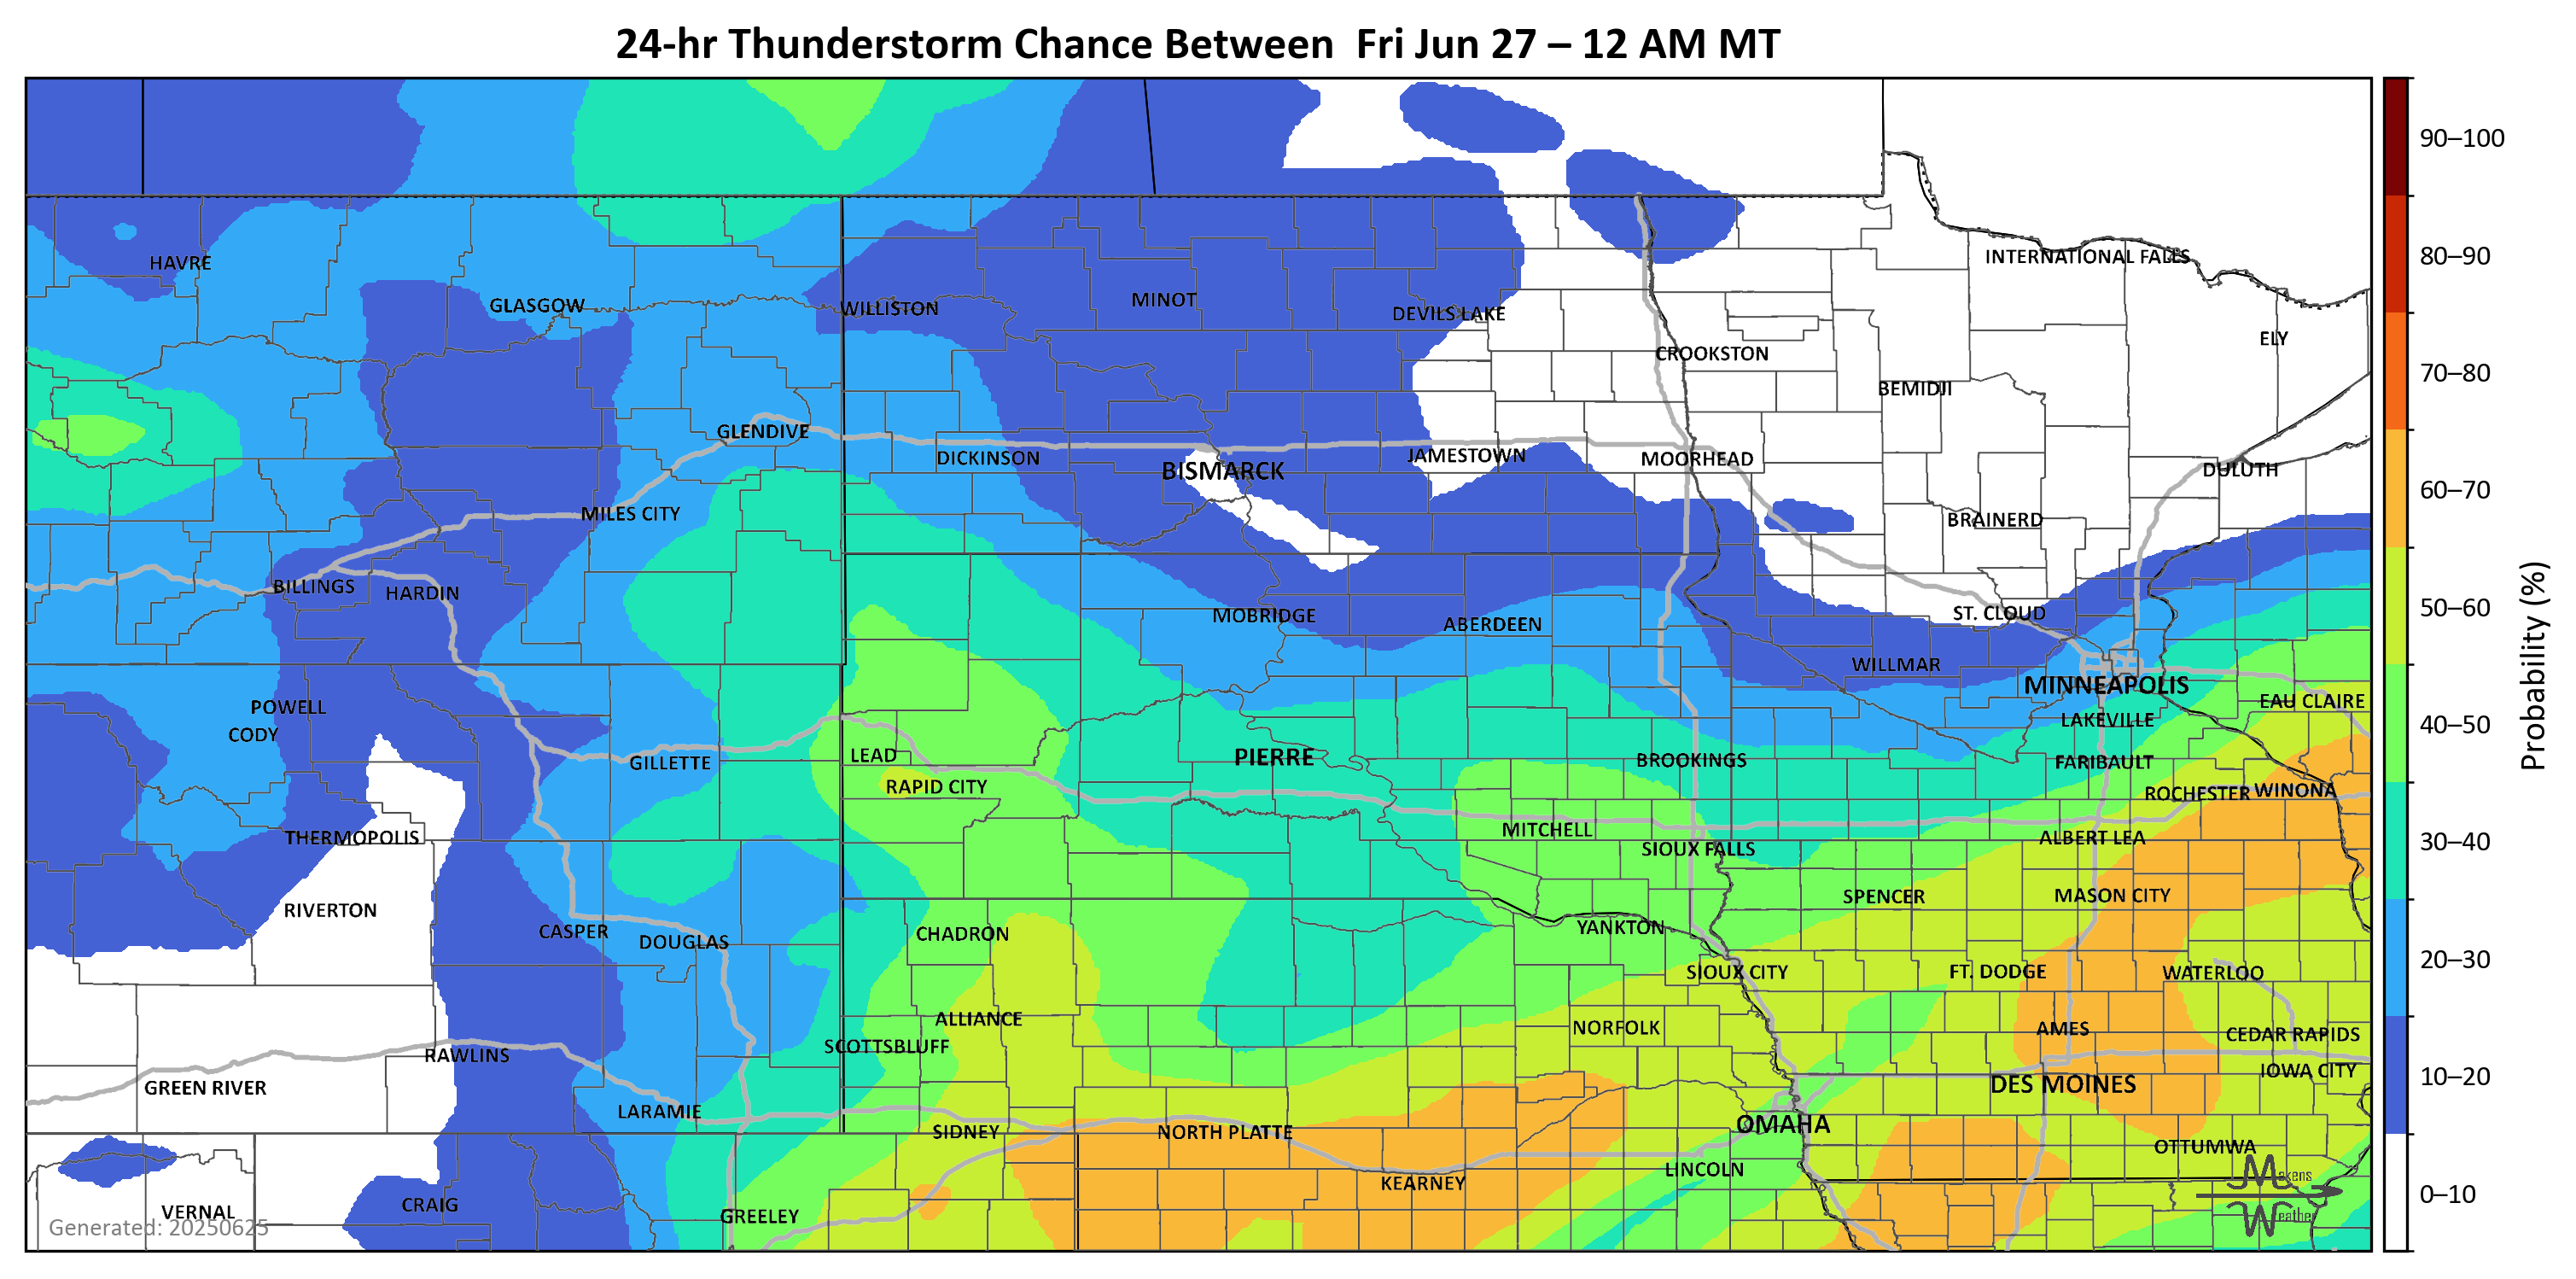 24-hr Thunderstorm Chance Between  Fri Jun 27 – 12 AM MT
90–100
80–90
70–80
60–70
50–60
40–50
30–40
20–30
10–20
0–10
Probability (%)
INTERNATIONAL FALLS
HAVRE
MINOT
GLASGOW
WILLISTON
DEVILS LAKE
ELY
CROOKSTON
BEMIDJI
GLENDIVE
DICKINSON
JAMESTOWN
MOORHEAD
BISMARCK
DULUTH
MILES CITY
BRAINERD
BILLINGS
HARDIN
MOBRIDGE
ABERDEEN
ST. CLOUD
WILLMAR
MINNEAPOLIS
EAU CLAIRE
POWELL
LAKEVILLE
CODY
LEAD
PIERRE
BROOKINGS
GILLETTE
FARIBAULT
RAPID CITY
ROCHESTER
WINONA
THERMOPOLIS
MITCHELL
ALBERT LEA
SIOUX FALLS
RIVERTON
SPENCER
MASON CITY
CASPER
DOUGLAS
CHADRON
YANKTON
SIOUX CITY
FT. DODGE
WATERLOO
ALLIANCE
NORFOLK
AMES
CEDAR RAPIDS
SCOTTSBLUFF
RAWLINS
IOWA CITY
GREEN RIVER
DES MOINES
LARAMIE
OMAHA
SIDNEY
NORTH PLATTE
OTTUMWA
LINCOLN
KEARNEY
Makens
Weather
CRAIG
VERNAL
GREELEY
Generated: 20250625